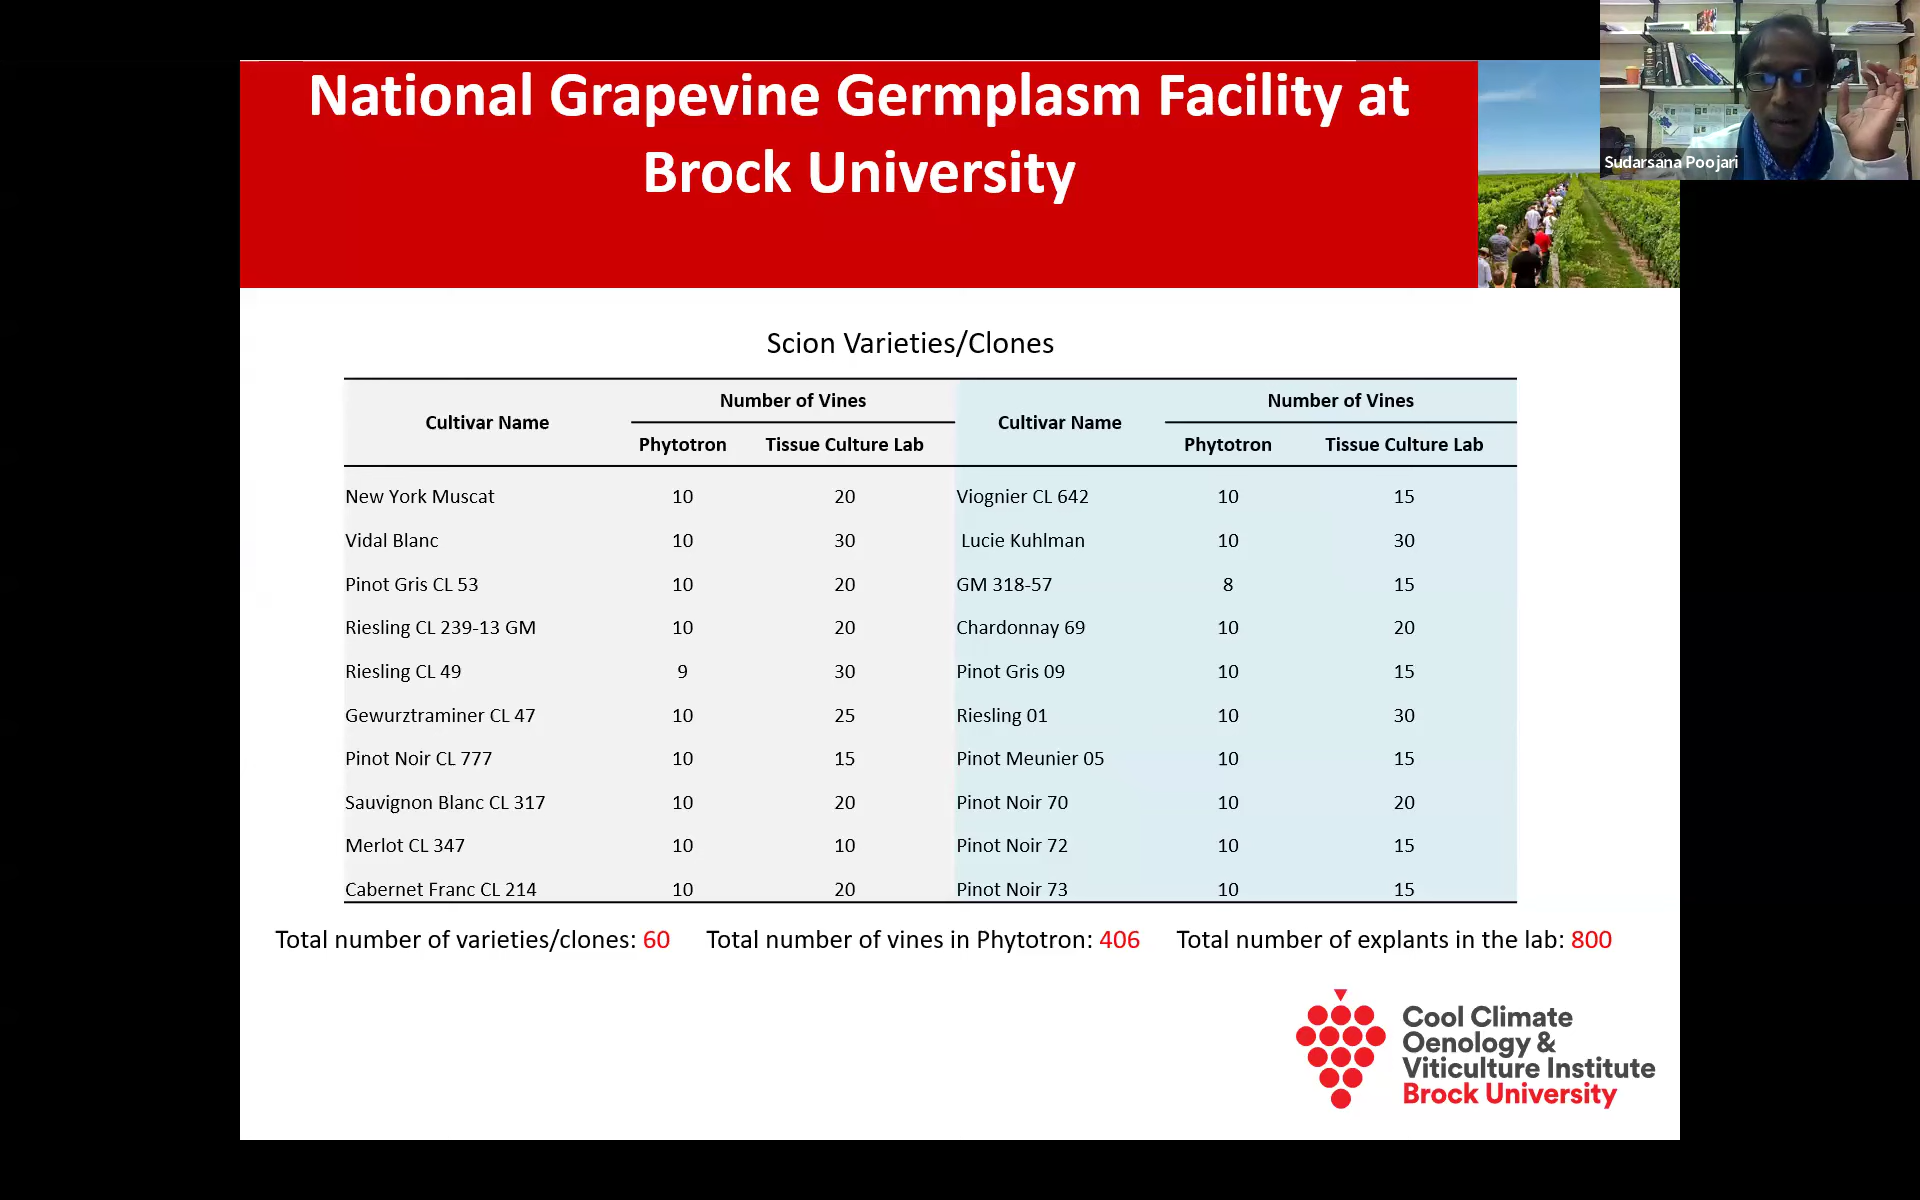 National Grapevine Germplasm Facility at
Brock University
Sudarsana Poojari
Scion Varieties/Clones
Cultivar Name Number of Vines Cultivar Name Number of Vines
Phytotron Tissue Culture Lab Phytotron Tissue Culture Lab
New York Muscat 10 20 Viognier CL 642 10 15
Vidal Blanc 10 30 Lucie Kuhlman 10 30
Pinot Gris CL 53 10 20 GM 318-57 8 15
Riesling CL 239-13 GM 10 20 Chardonnay 69 10 20
Riesling CL 49 9 30 Pinot Gris 09 10 15
Gewurztraminer CL 47 10 25 Riesling 01 10 30
Pinot Noir CL 777 10 15 Pinot Meunier 05 10 15
Sauvignon Blanc CL 317 10 20 Pinot Noir 70 10 20
Merlot CL 347 10 10 Pinot Noir 72 10 15
Cabernet Franc CL 214 10 20 Pinot Noir 73 10 15
Total number of varieties/clones: 60 Total number of vines in Phytotron: 406 Total number of explants in the lab: 800
Cool Climate
Oenology &
Viticulture Institute
Brock University